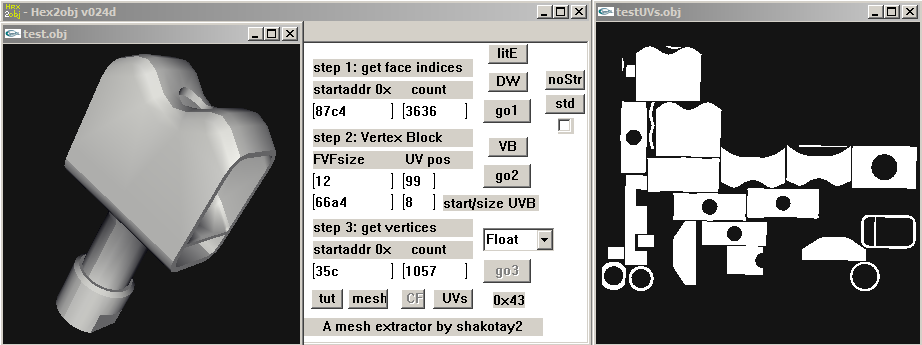 Hex 2obj - Hex2obj v024d
testUVs.obj
test.obj
litE
step 1: get face indices
DW
noStr
startaddr 0x count
std
[87c4 ] [3636 ]
go1
step 2: Vertex Block
VB
FVFsize UV pos
go2
[12 ] [99 ]
[66a4 ] [8 ] start/size UVB
step 3: get vertices
Float
startaddr 0x count
[35c ] [1057 ]
go3
tut mesh CF UVs 0x43
A mesh extractor by shakotay2